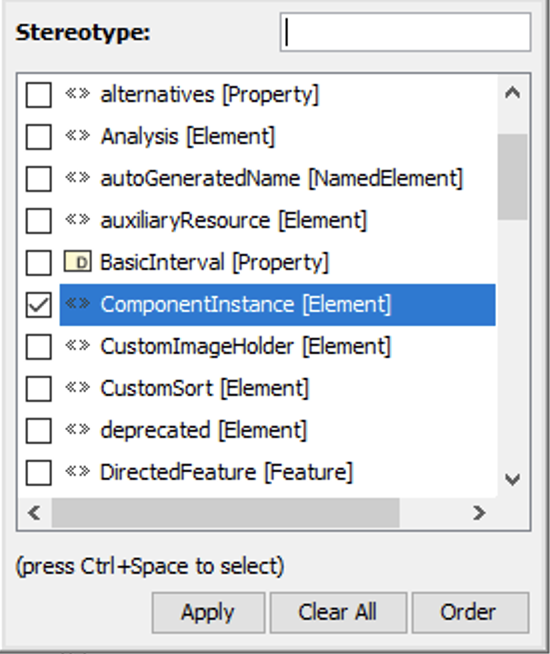 Stereotype:
«» alternatives [Property]
«» Analysis [Element]
«» autoGeneratedName [NamedElement]
«» auxiliaryResource [Element]
D BasicInterval [Property]
«» ComponentInstance [Element]
«» CustomImageHolder [Element]
«» CustomSort [Element]
«» deprecated [Element]
«» DirectedFeature [Feature]
(press Ctrl+Space to select)
Apply Clear All Order